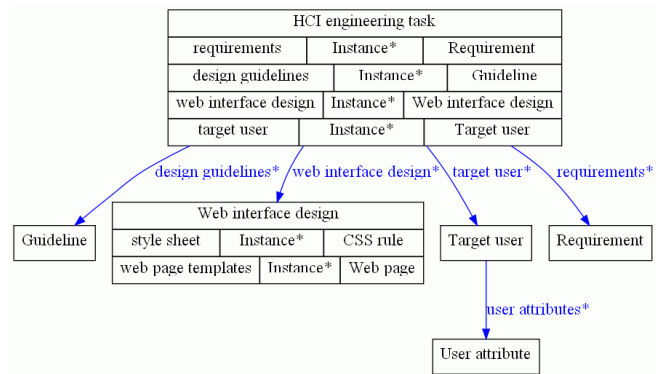 HCI engineering task
requirements Instance* Requirement
design guidelines Instance* Guideline
web interface design Instance* Web interface design
target user Instance* Target user
design guidelines* web interface design* target user* requirements*
Web interface design
Guideline style sheet Instance* CSS rule Target user Requirement
web page templates Instance* Web page
user attributes*
User attribute